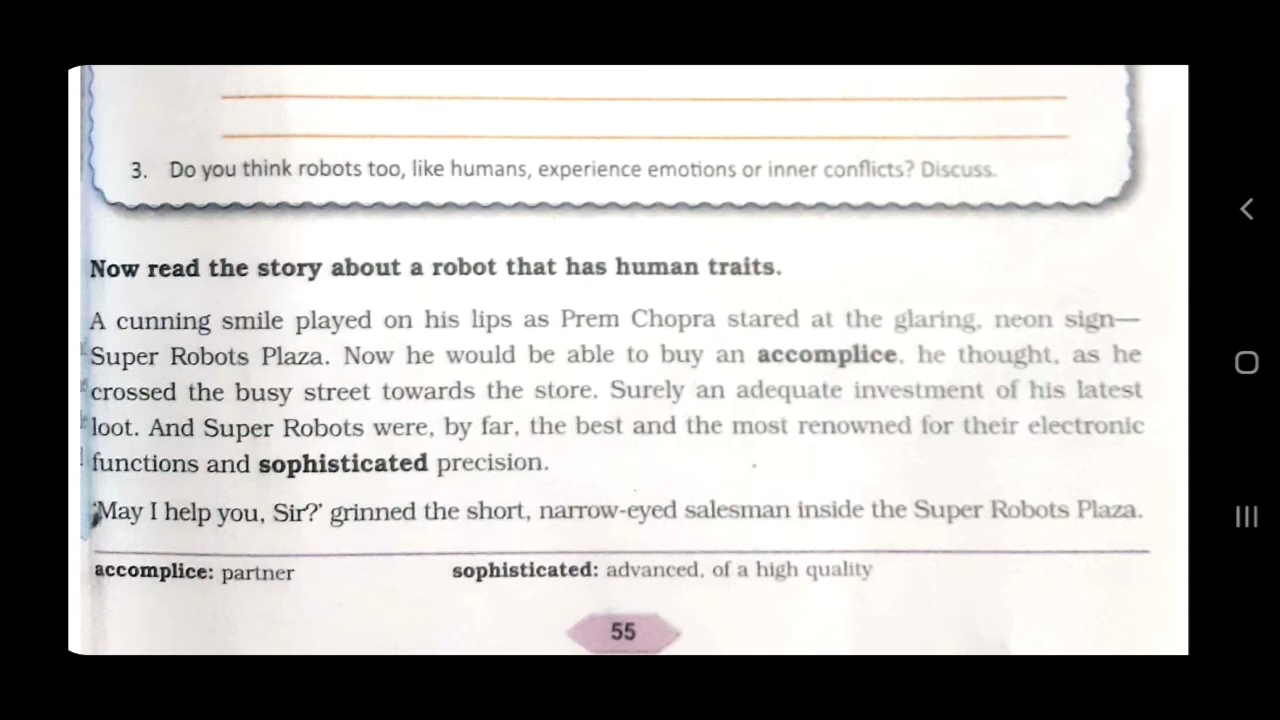 3. Do you think robots too, like humans, experience emotions or inner conflicts? Discuss.
Now read the story about a robot that has human traits.
A cunning smile played on his lips as Prem Chopra stared at the glaring, neon sign—
Super Robots Plaza. Now he would be able to buy an accomplice, he thought, as he
crossed the busy street towards the store. Surely an adequate investment of his latest
loot. And Super Robots were, by far, the best and the most renowned for their electronic
functions and sophisticated precision.
'May I help you, Sir?' grinned the short, narrow-eyed salesman inside the Super Robots Plaza.
accomplice: partner sophisticated: advanced, of a high quality
55